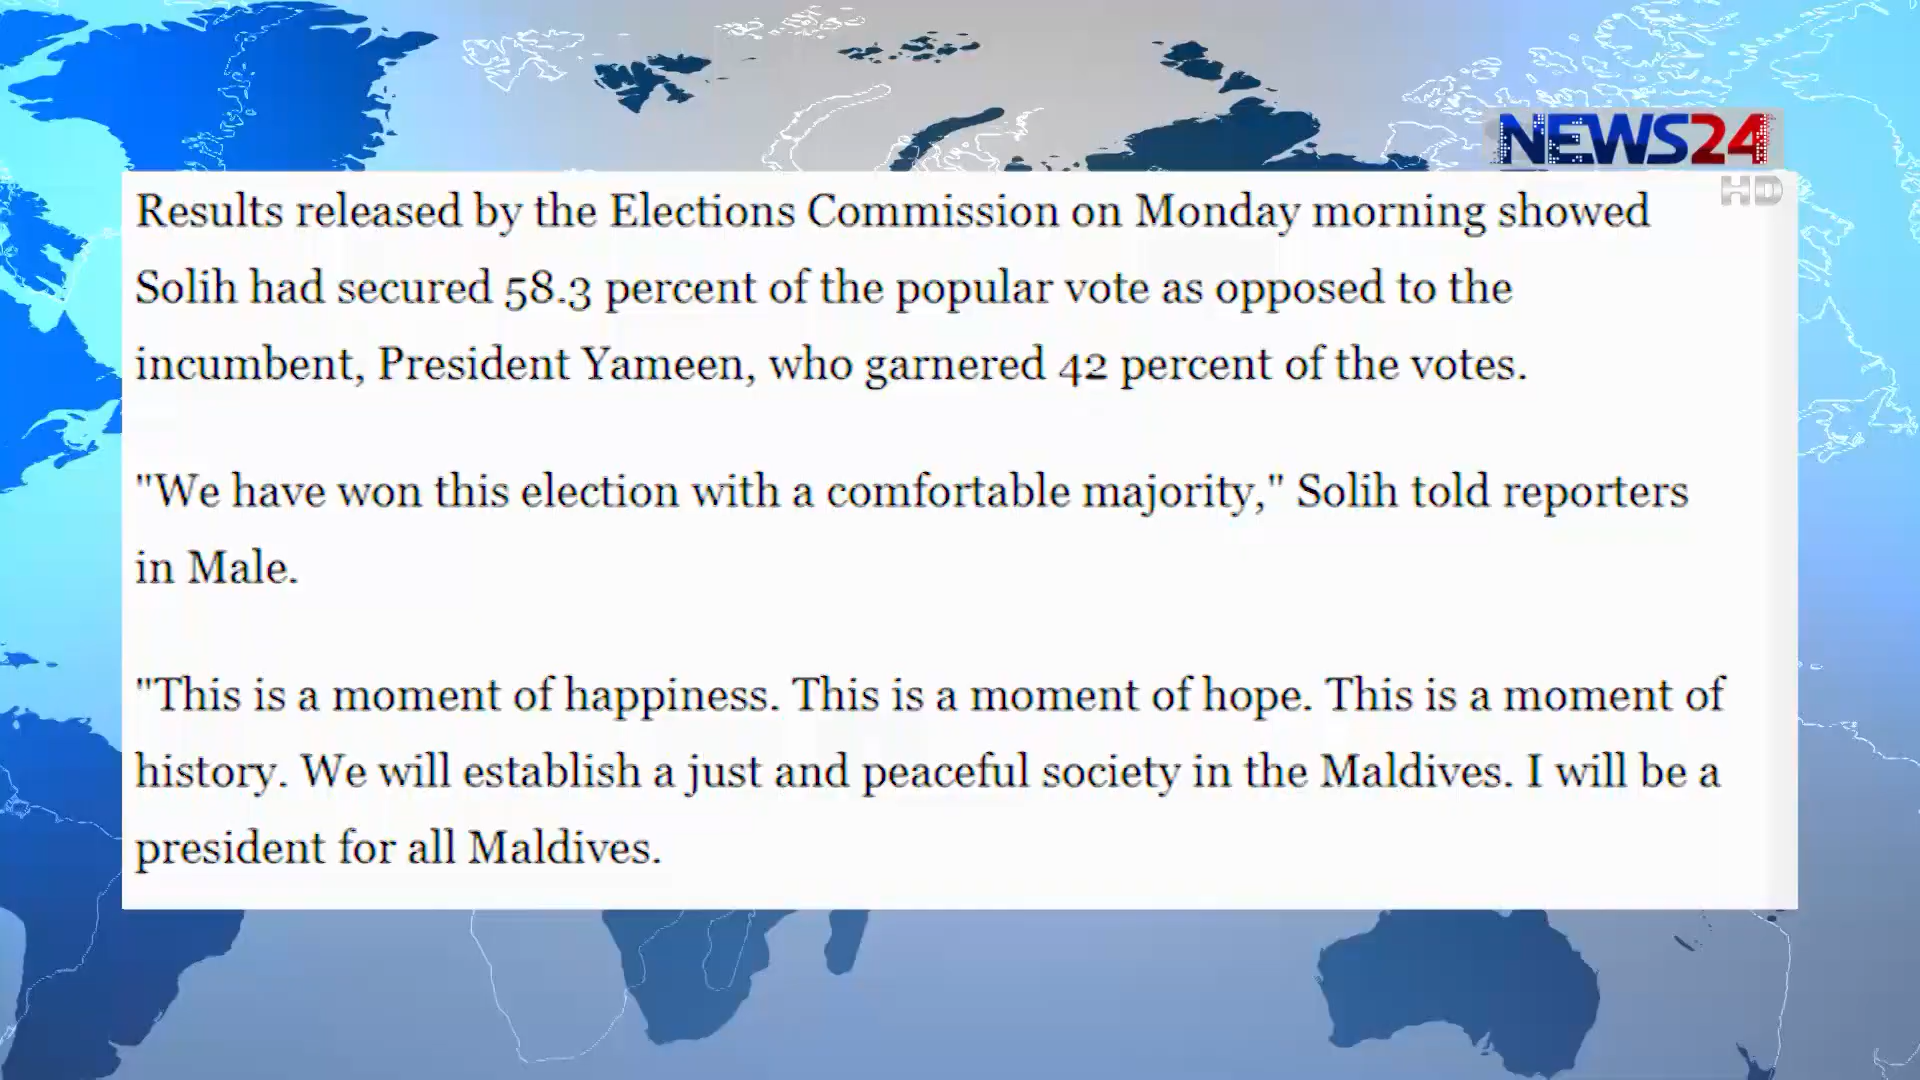 NEWS24
HD
Results released by the Elections Commission on Monday morning showed
Solih had secured 58.3 percent of the popular vote as opposed to the
incumbent, President Yameen, who garnered 42 percent of the votes.
"We have won this election with a comfortable majority," Solih told reporters
in Male.
"This is a moment of happiness. This is a moment of hope. This is a moment of
history. We will establish a just and peaceful society in the Maldives. I will be a
president for all Maldives.